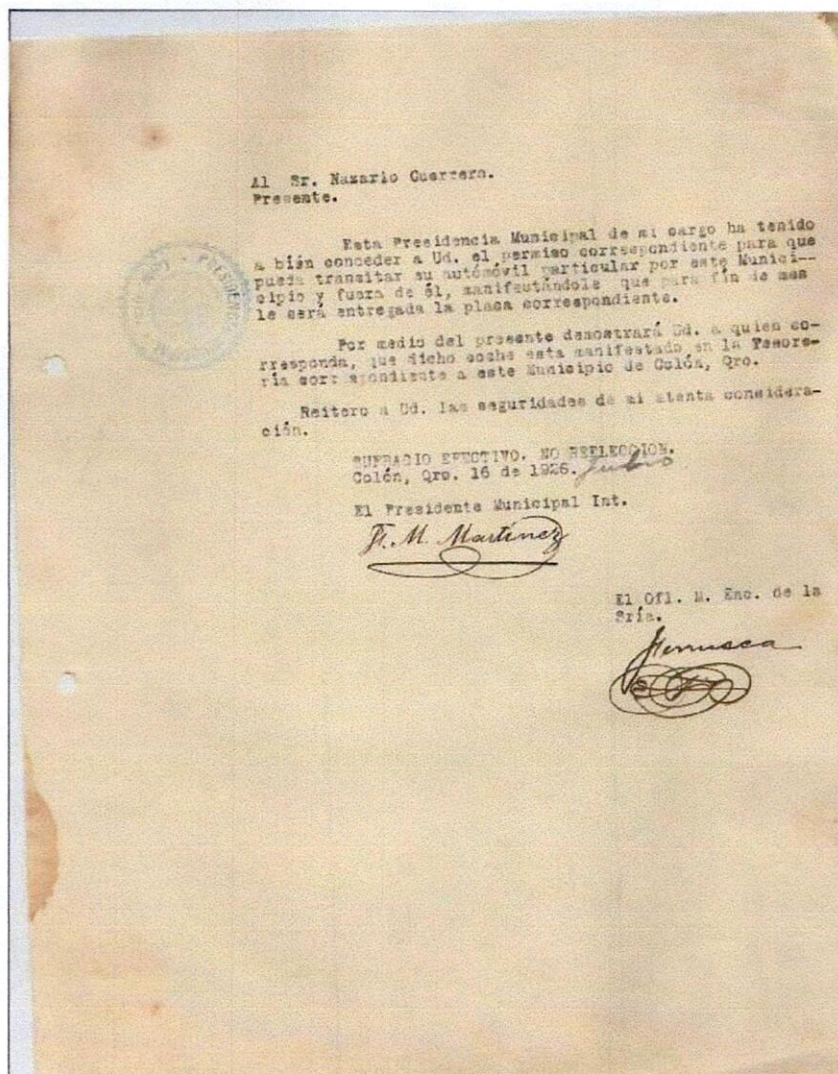 Al Sr. Nazario Guerrera.
Presente.
Esta Presidencia Municipal de mi cargo ha tenido
a bién conceder a Ud. el permiso correspondiente para que
pueda transitar su autómóvil particular por este Munici--
cipio y fuera de él, manifestándole que para fín de mes
le será entregada la placa correspondiente.
Por medio del presente demostrará Ud. a quien co-
rresponda, que dicho coche esta manifestado en la Tesore-
ría correspondiente a este Municipio de Colón, Qro.
Reitero a Ud. las seguridades de mi atenta considera-
ción.
SUFRAGIO EFECTIVO. NO REELECCION.
Colón, Qro. 16 de 1926. Julio
El Presidente Municipal Int.
F. M. Martínez
El Ofl. M. Enc. de la
Sría.
PRESIDENC